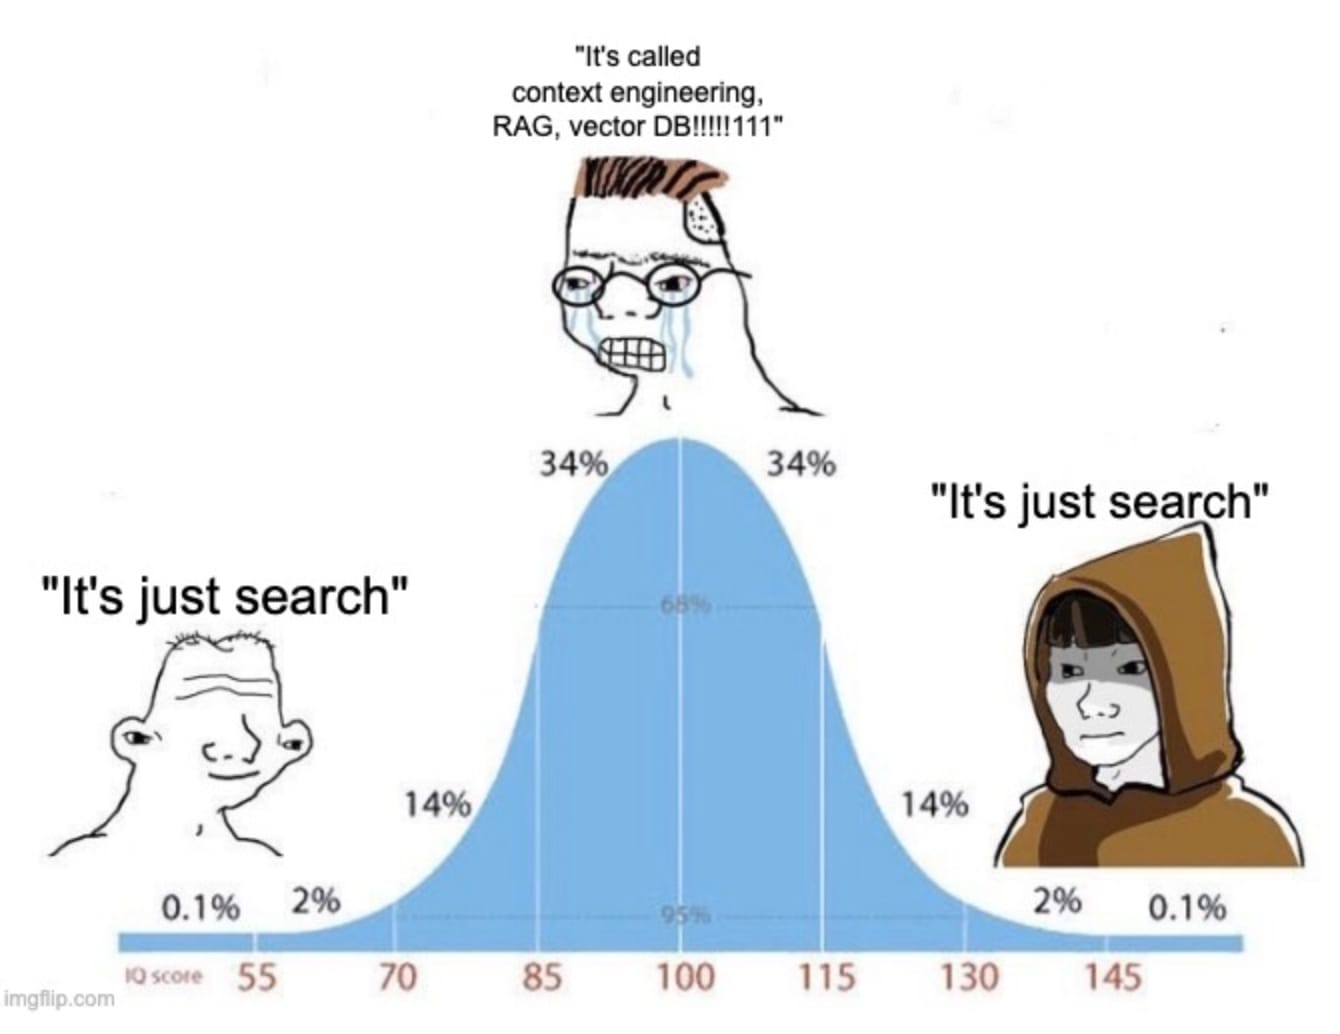 "It's called
context engineering,
RAG, vector DB!!!!!111"
34%
34%
"It's just search"
"It's just search"
68%
14%
14%
0.1%
2%
2%
0.1%
95%
IQ score
55
70
85
100
115
130
145
imgflip.com